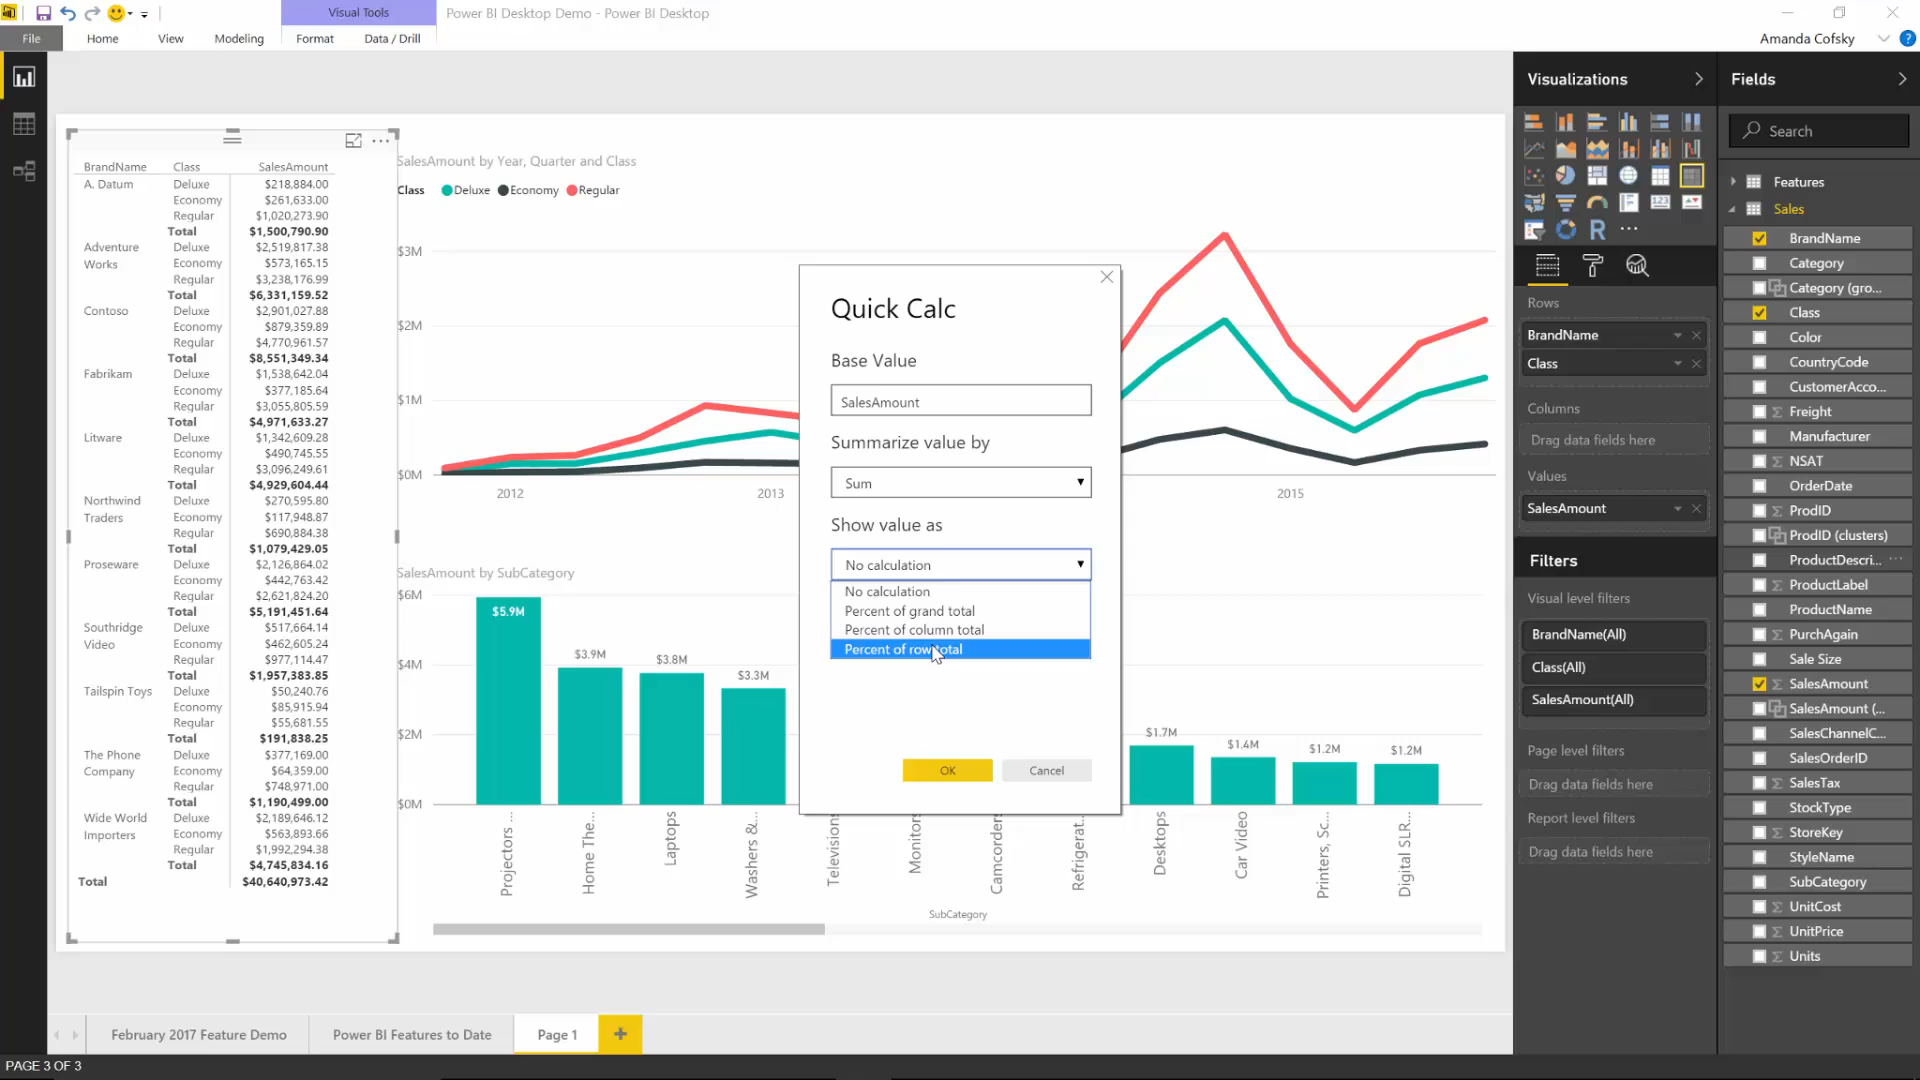 Visual Tools
Power BI Desktop Demo - Power BI Desktop
File
Home
View
Modeling
Format
Data / Drill
Amanda Cofsky
?
BrandName Class SalesAmount
A. Datum Deluxe $218,884.00
Economy $261,633.00
Regular $1,020,273.90
Total $1,500,790.90
Adventure Deluxe $2,519,817.38
Works Economy $573,165.15
Regular $3,238,176.99
Total $6,331,159.52
Contoso Deluxe $2,901,027.88
Economy $879,359.89
Regular $4,770,961.57
Total $8,551,349.34
Fabrikam Deluxe $1,538,642.04
Economy $377,185.64
Regular $3,055,805.59
Total $4,971,633.27
Litware Deluxe $1,342,609.28
Economy $490,745.55
Regular $3,096,249.61
Total $4,929,604.44
Northwind Deluxe $270,595.80
Traders Economy $117,948.87
Regular $690,884.38
Total $1,079,429.05
Proseware Deluxe $2,126,864.02
Economy $442,763.42
Regular $2,621,824.20
Total $5,191,451.64
Southridge Deluxe $517,664.14
Video Economy $462,605.24
Regular $977,114.47
Total $1,957,383.85
Tailspin Toys Deluxe $50,240.76
Economy $85,915.94
Regular $55,681.55
Total $191,838.25
The Phone Deluxe $377,169.00
Company Economy $64,359.00
Regular $748,971.00
Total $1,190,499.00
Wide World Deluxe $2,189,646.12
Importers Economy $563,893.66
Regular $1,992,294.38
Total $4,745,834.16
Total $40,640,973.42
SalesAmount by Year, Quarter and Class
Class Deluxe Economy Regular
$3M
$2M
$1M
$0M
2012 2013 2015
SalesAmount by SubCategory
$6M
$4M
$2M
$0M
$5.9M
$3.9M
$3.8M
$3.3M
$1.7M
$1.4M
$1.2M
$1.2M
Projectors ...
Home The...
Laptops
Washers &...
Televisions
Monitors
Camcorders
Refrigerat...
Desktops
Car Video
Printers, Sc...
Digital SLR...
SubCategory
Quick Calc
Base Value
SalesAmount
Summarize value by
Sum
Show value as
No calculation
No calculation
Percent of grand total
Percent of column total
Percent of row total
OK
Cancel
Visualizations
R
Rows
BrandName
Class
Columns
Drag data fields here
Values
SalesAmount
Filters
Visual level filters
BrandName(All)
Class(All)
SalesAmount(All)
Page level filters
Drag data fields here
Report level filters
Drag data fields here
Fields
Search
Features
Sales
BrandName
Category
Category (gro...
Class
Color
CountryCode
CustomerAcco...
Freight
Manufacturer
NSAT
OrderDate
ProdID
ProdID (clusters)
ProductDescri...
ProductLabel
ProductName
PurchAgain
Sale Size
SalesAmount
SalesAmount (...
SalesChannelC...
SalesOrderID
SalesTax
StockType
StoreKey
StyleName
SubCategory
UnitCost
UnitPrice
Units
February 2017 Feature Demo
Power BI Features to Date
Page 1
+
PAGE 3 OF 3